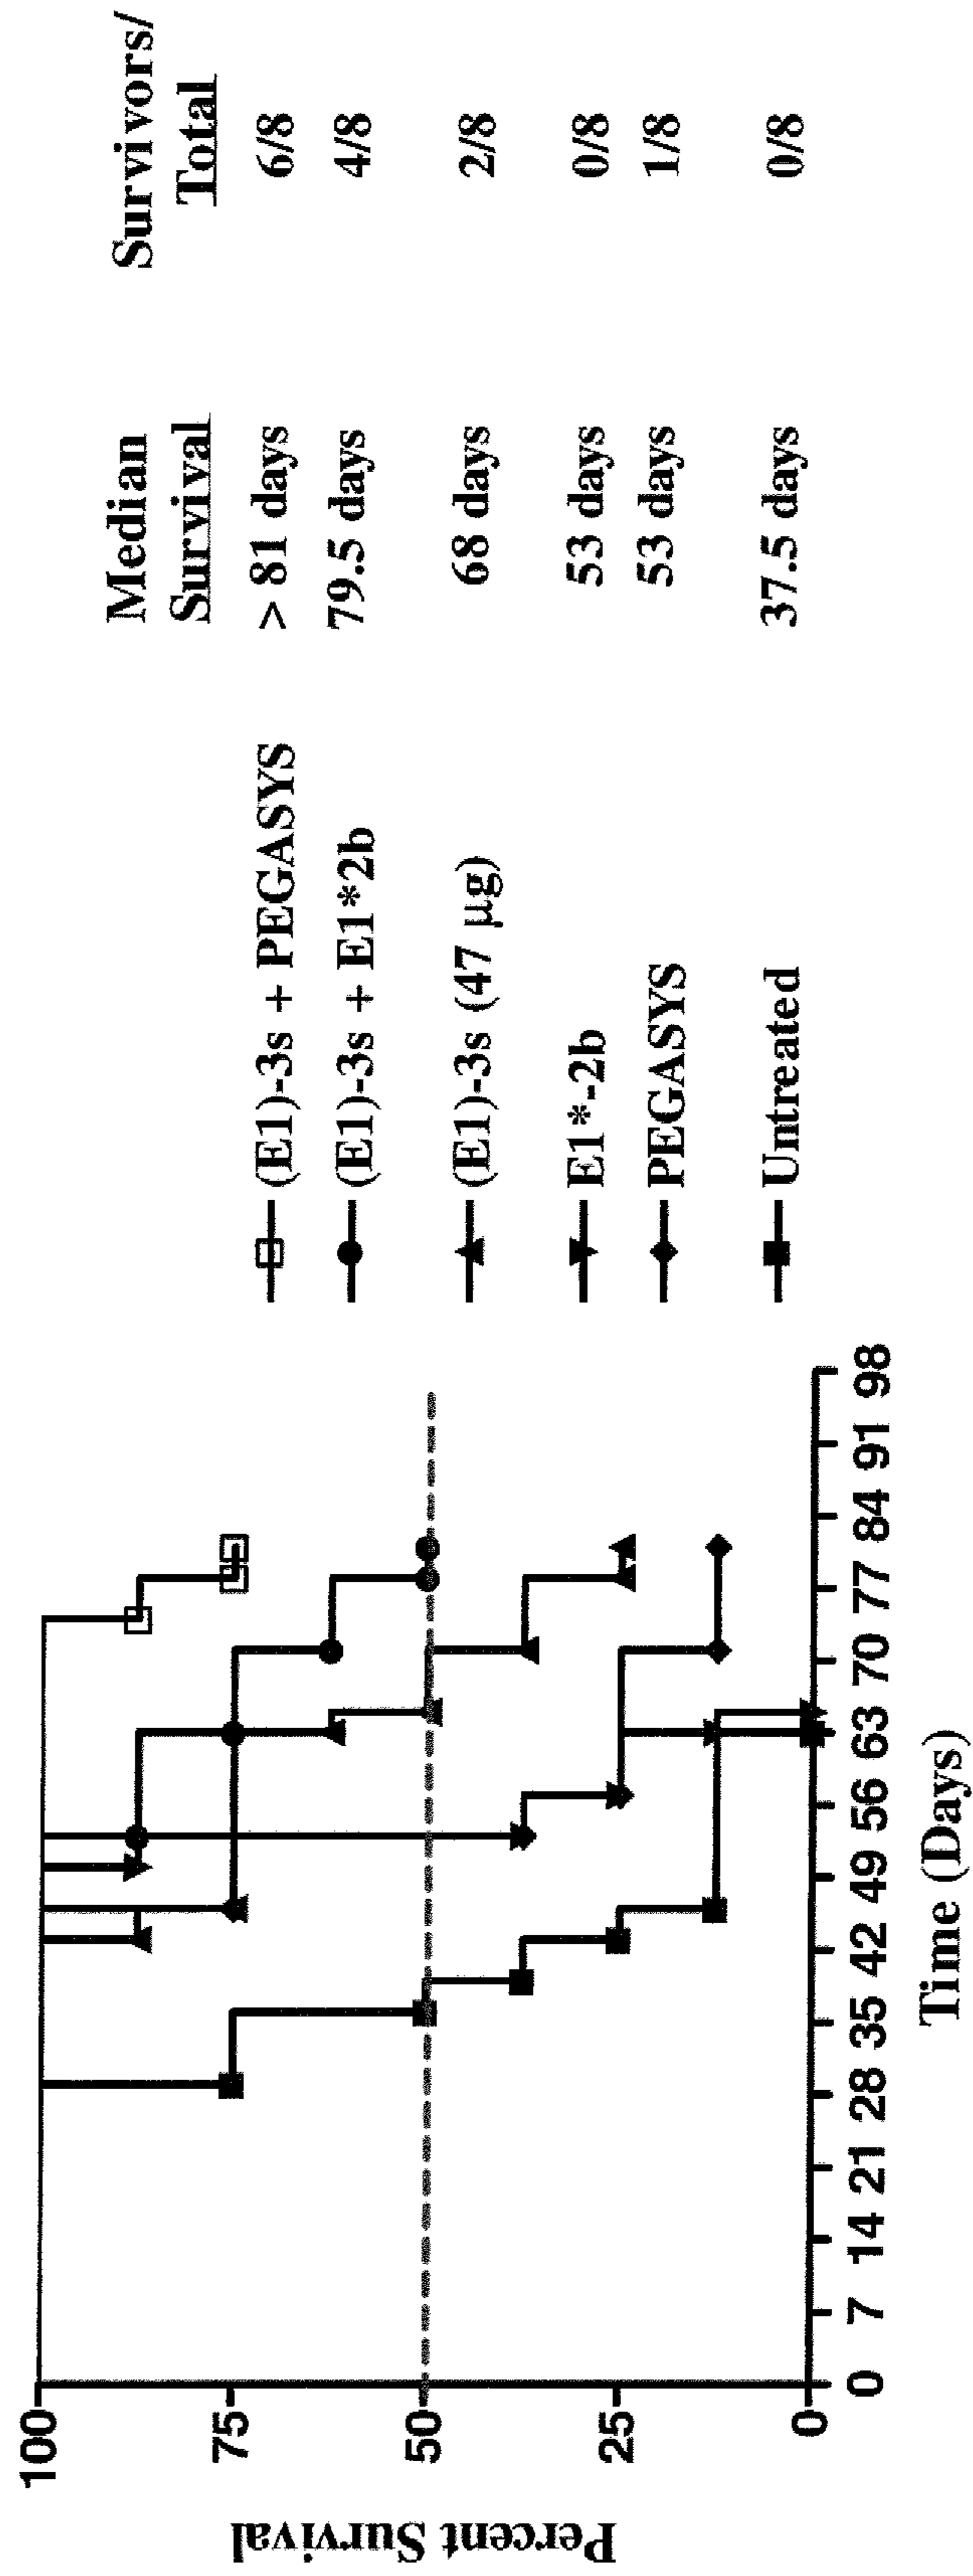 Percent Survival
100
75
50
25
0
0 7 14 21 28 35 42 49 56 63 70 77 84 91 98
Time (Days)
Median Survivors/
Survival Total
(E1)-3s + PEGASYS > 81 days 6/8
(E1)-3s + E1*2b 79.5 days 4/8
(E1)-3s (47 µg) 68 days 2/8
E1*-2b 53 days 0/8
PEGASYS 53 days 1/8
Untreated 37.5 days 0/8